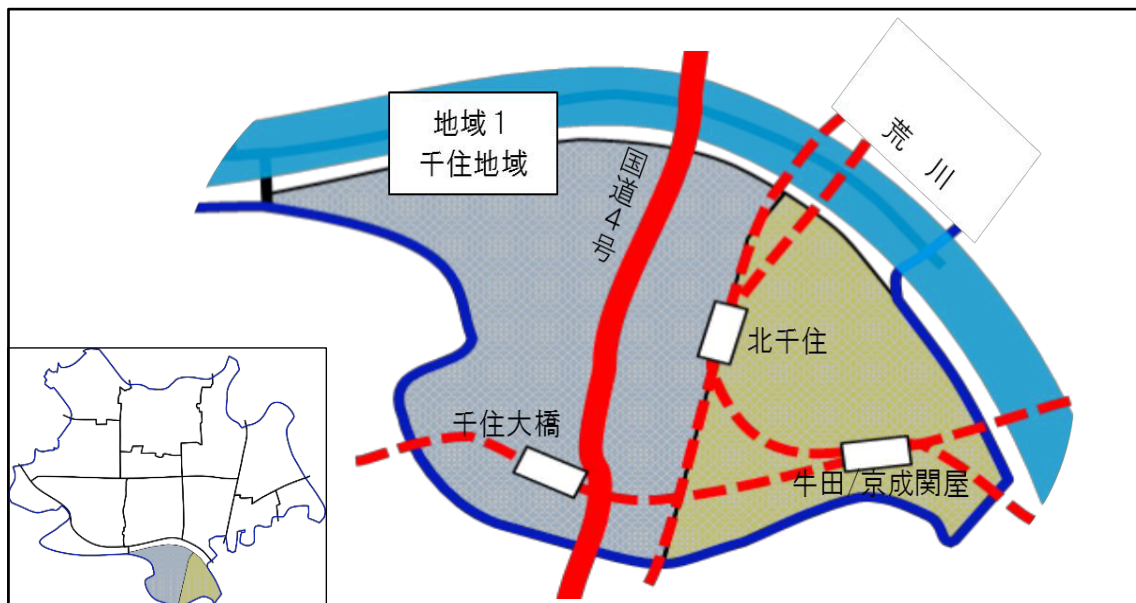 地域１
千住地域
荒川
国道４号
北千住
千住大橋
牛田/京成関屋